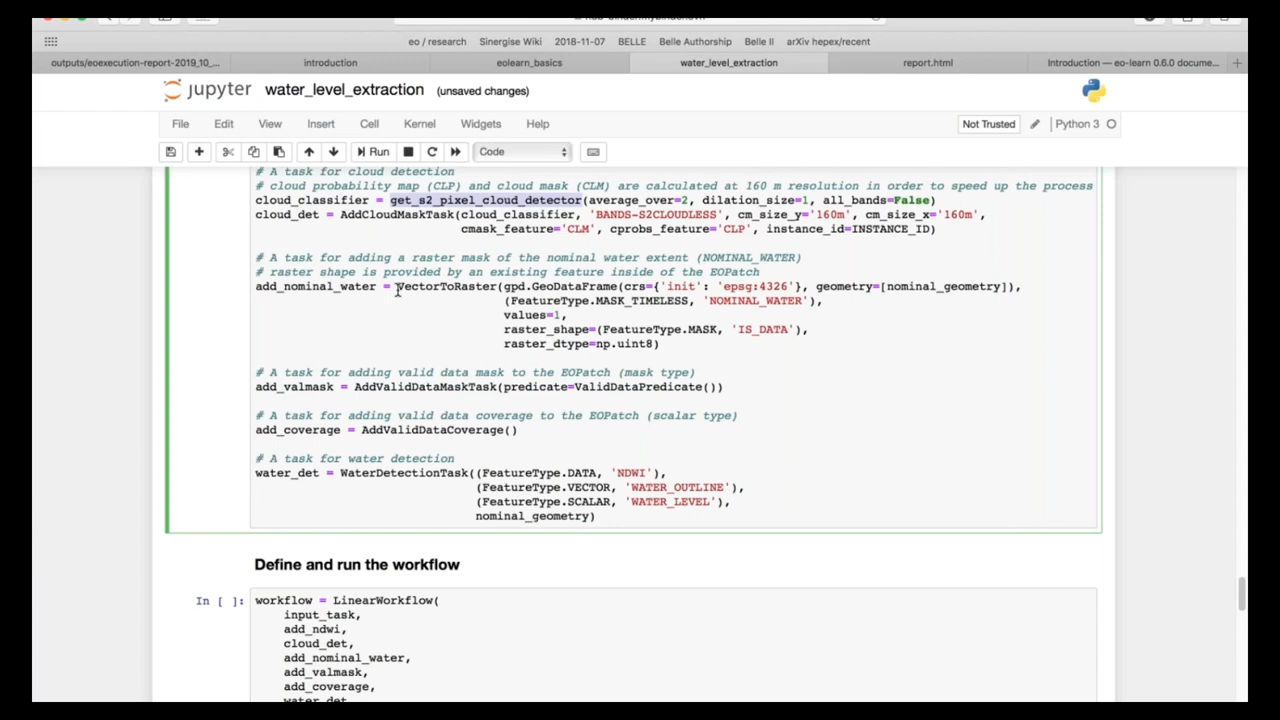 eo / research Sinergise Wiki 2018-11-07 BELLE Belle Authorship Belle II arXiv hepex/recent
outputs/eoexecution-report-2019_10_... introduction eolearn_basics water_level_extraction report.html Introduction — eo-learn 0.6.0 docume... +
jupyter water_level_extraction (unsaved changes)
File Edit View Insert Cell Kernel Widgets Help Not Trusted Python 3
Run Code
# A task for cloud detection
# cloud probability map (CLP) and cloud mask (CLM) are calculated at 160 m resolution in order to speed up the process
cloud_classifier = get_s2_pixel_cloud_detector(average_over=2, dilation_size=1, all_bands=False)
cloud_det = AddCloudMaskTask(cloud_classifier, 'BANDS-S2CLOUDLESS', cm_size_y='160m', cm_size_x='160m',
cmask_feature='CLM', cprobs_feature='CLP', instance_id=INSTANCE_ID)
# A task for adding a raster mask of the nominal water extent (NOMINAL_WATER)
# raster shape is provided by an existing feature inside of the EOPatch
add_nominal_water = VectorToRaster(gpd.GeoDataFrame(crs={'init': 'epsg:4326'}, geometry=[nominal_geometry]),
(FeatureType.MASK_TIMELESS, 'NOMINAL_WATER'),
values=1,
raster_shape=(FeatureType.MASK, 'IS_DATA'),
raster_dtype=np.uint8)
# A task for adding valid data mask to the EOPatch (mask type)
add_valmask = AddValidDataMaskTask(predicate=ValidDataPredicate())
# A task for adding valid data coverage to the EOPatch (scalar type)
add_coverage = AddValidDataCoverage()
# A task for water detection
water_det = WaterDetectionTask((FeatureType.DATA, 'NDWI'),
(FeatureType.VECTOR, 'WATER_OUTLINE'),
(FeatureType.SCALAR, 'WATER_LEVEL'),
nominal_geometry)
Define and run the workflow
In [ ]: workflow = LinearWorkflow(
input_task,
add_ndwi,
cloud_det,
add_nominal_water,
add_valmask,
add_coverage,
water_det